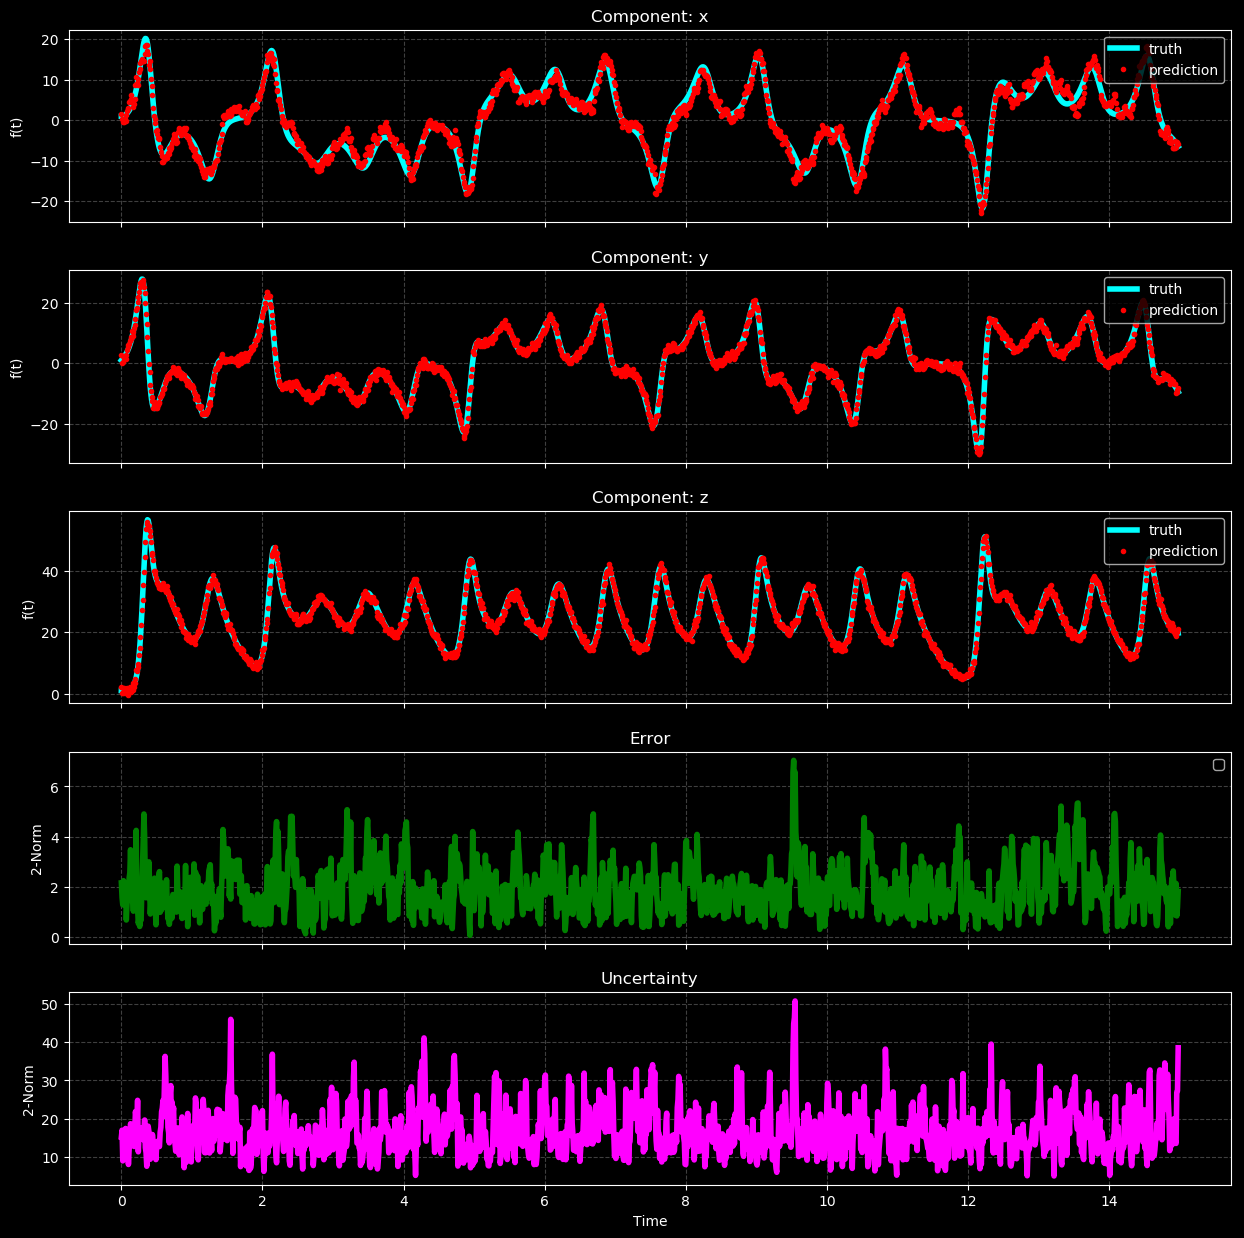 Component: x
20
10
0
−10
−20
f(t)
truth
prediction
Component: y
20
0
−20
f(t)
truth
prediction
Component: z
40
20
0
f(t)
truth
prediction
Error
6
4
2
0
2-Norm
Uncertainty
50
40
30
20
10
2-Norm
0 2 4 6 8 10 12 14
Time